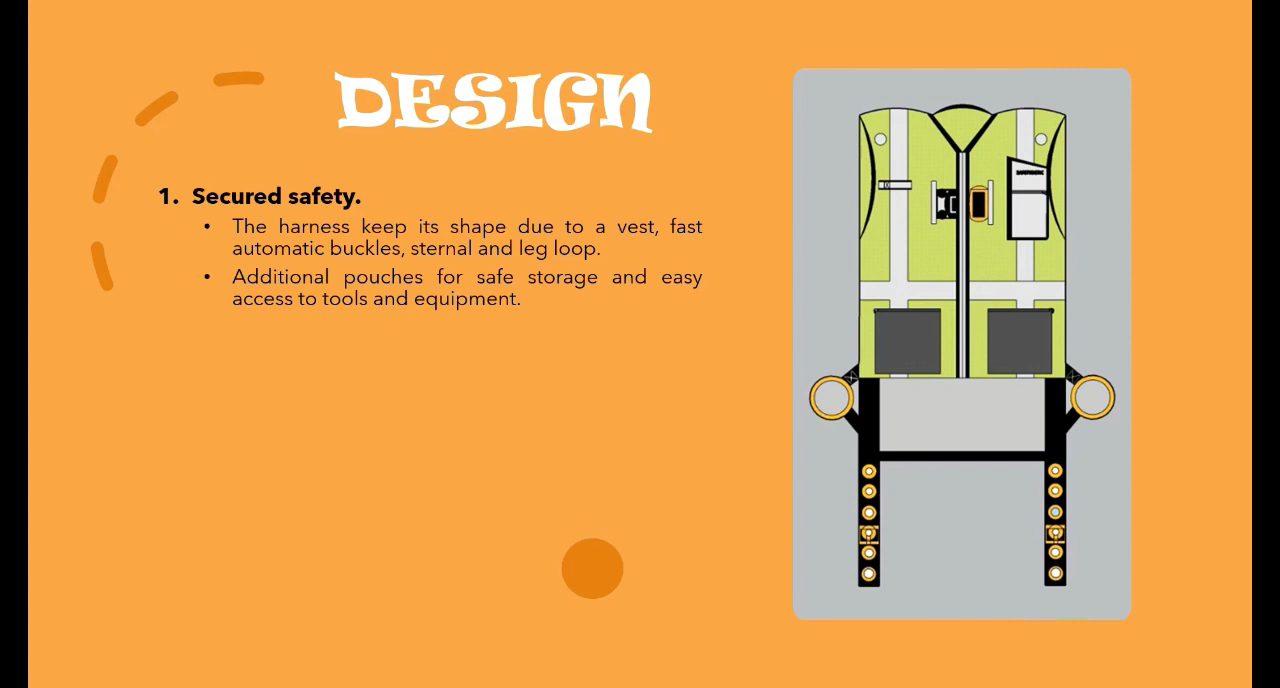 DESIGN
1. Secured safety.
• The harness keep its shape due to a vest, fast
automatic buckles, sternal and leg loop.
• Additional pouches for safe storage and easy
access to tools and equipment.